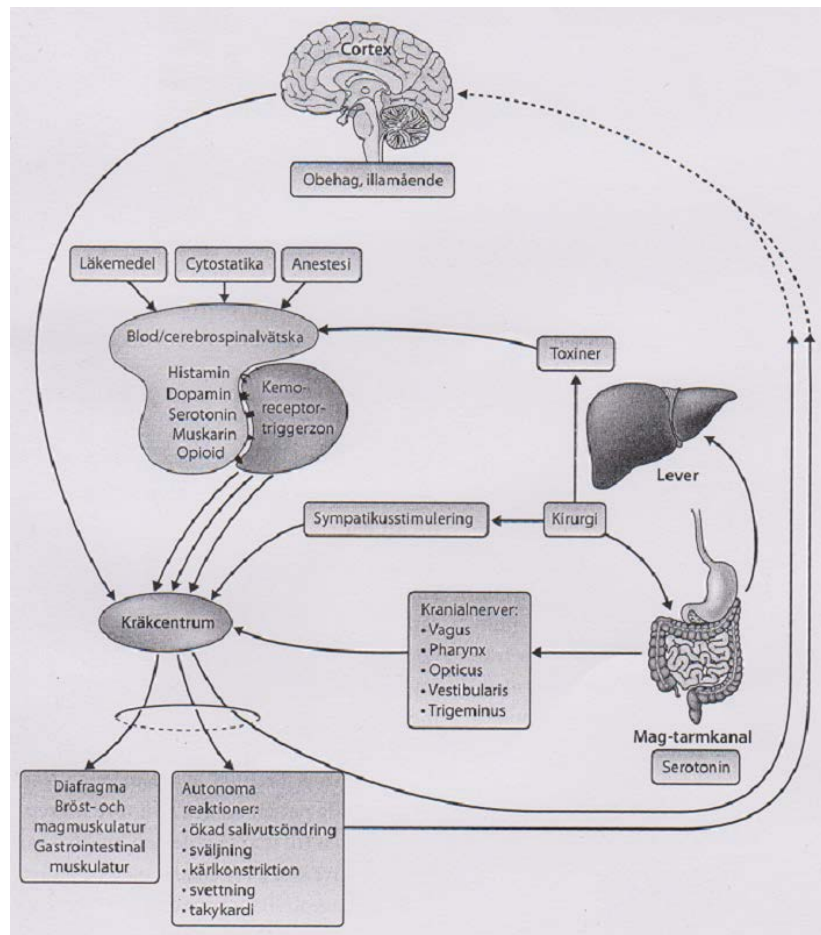 Cortex
Obehag, illamående
Läkemedel
Cytostatika
Anestesi
Blod/cerebrospinalvätska
Histamin
Dopamin
Serotonin
Muskarin
Opioid
Kemo-
receptor-
triggerzon
Toxiner
Lever
Sympatikusstimulering
Kirurgi
Kräkcentrum
Kranialnerver:
• Vagus
• Pharynx
• Opticus
• Vestibularis
• Trigeminus
Mag-tarmkanal
Serotonin
Diafragma
Bröst- och
magmuskulatur
Gastrointestinal
muskulatur
Autonoma
reaktioner:
• ökad salivutsöndring
• sväljning
• kärlkonstriktion
• svettning
• takykardi